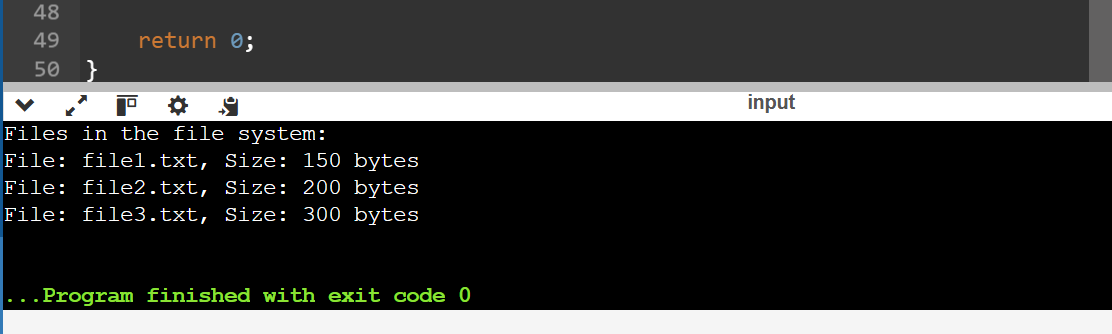 48
49 return 0;
50 }
input
Files in the file system:
File: file1.txt, Size: 150 bytes
File: file2.txt, Size: 200 bytes
File: file3.txt, Size: 300 bytes
...Program finished with exit code 0